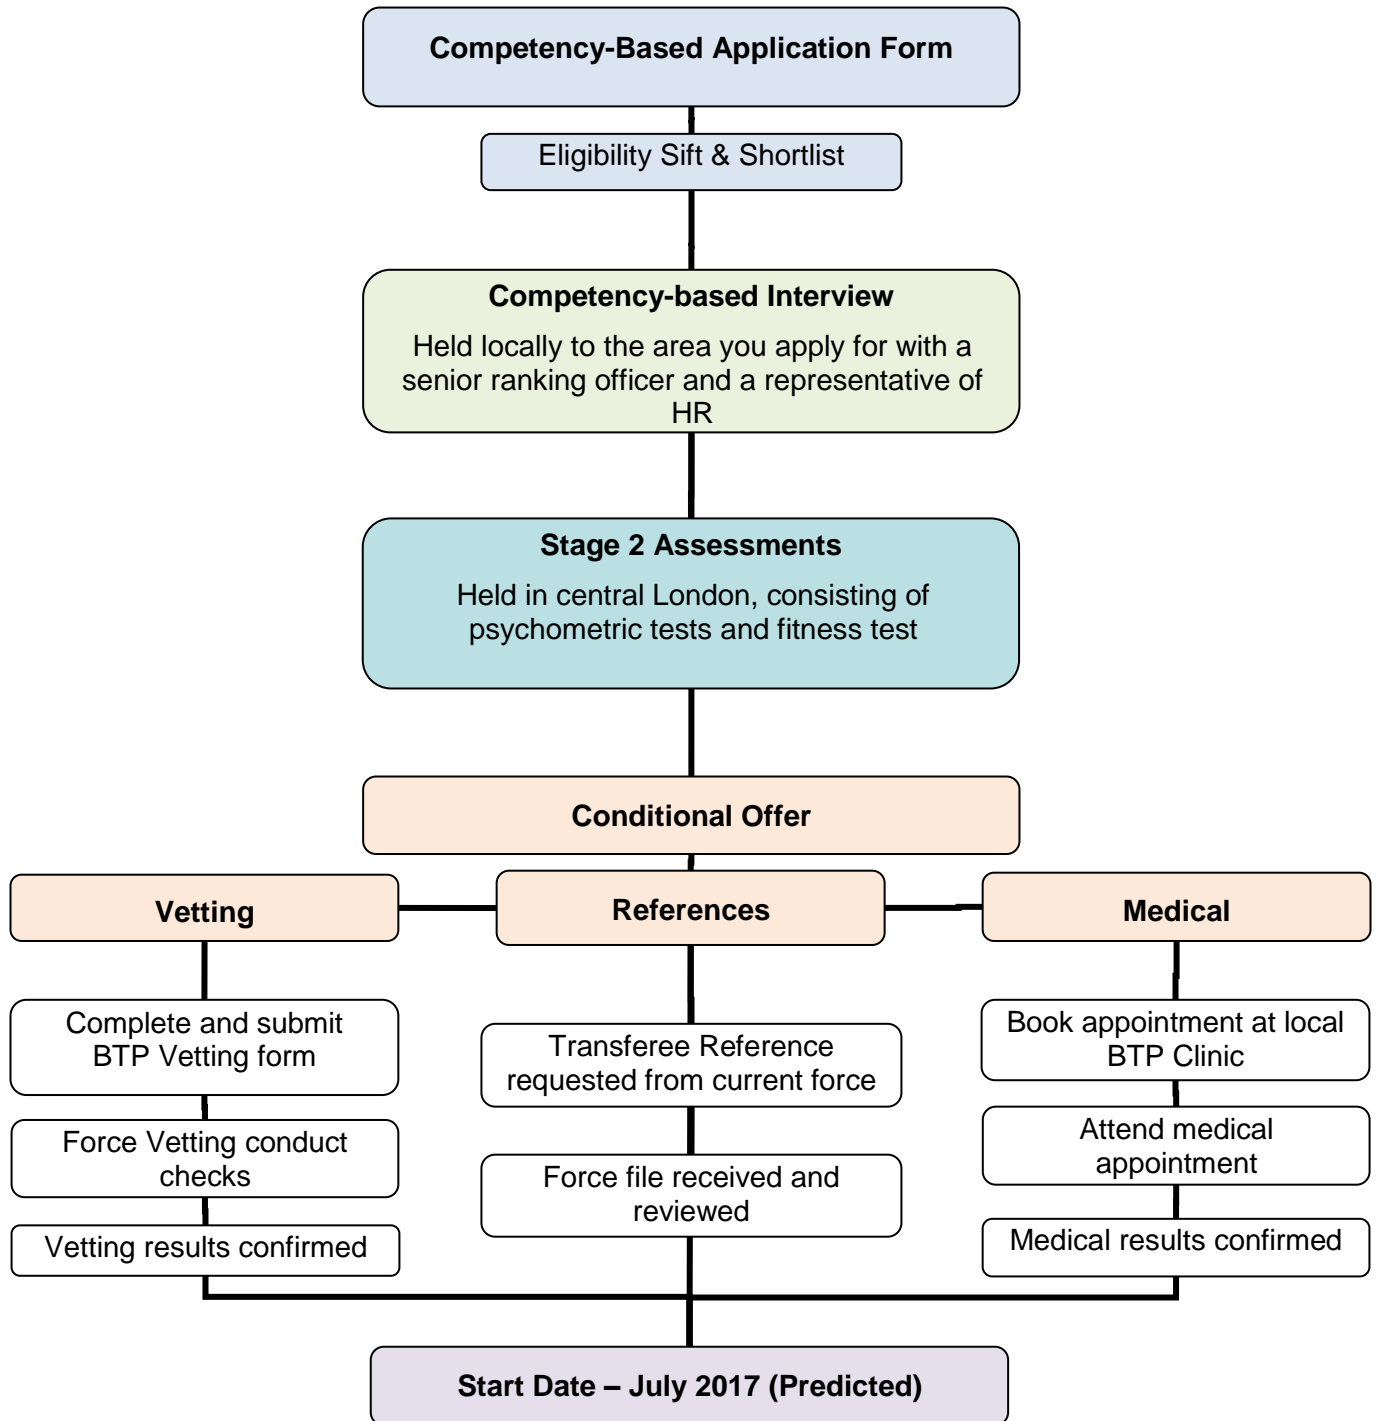 Competency-Based Application Form
Eligibility Sift & Shortlist
Competency-based Interview
Held locally to the area you apply for with a
senior ranking officer and a representative of
HR
Stage 2 Assessments
Held in central London, consisting of
psychometric tests and fitness test
Conditional Offer
Vetting
References
Medical
Complete and submit
BTP Vetting form
Force Vetting conduct
checks
Vetting results confirmed
Transferee Reference
requested from current force
Force file received and
reviewed
Book appointment at local
BTP Clinic
Attend medical
appointment
Medical results confirmed
Start Date – July 2017 (Predicted)